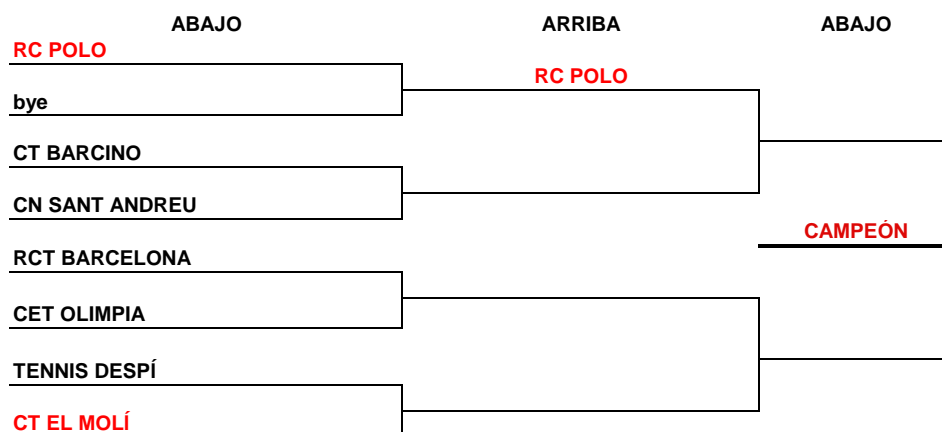 ABAJO ARRIBA ABAJO
RC POLO
RC POLO
bye
CT BARCINO
CN SANT ANDREU
CAMPEÓN
RCT BARCELONA
CET OLIMPIA
TENNIS DESPÍ
CT EL MOLÍ